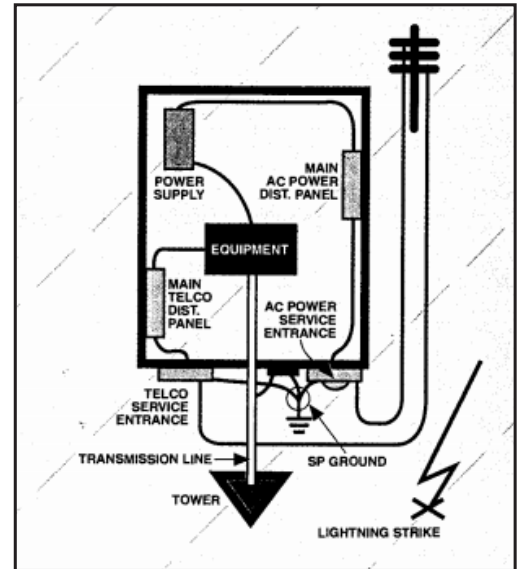 POWER
SUPPLY
MAIN
AC POWER
DIST. PANEL
EQUIPMENT
MAIN
TELCO
DIST.
PANEL
AC POWER
SERVICE
ENTRANCE
TELCO
SERVICE
ENTRANCE
TRANSMISSION LINE
SP GROUND
TOWER
LIGHTNING STRIKE